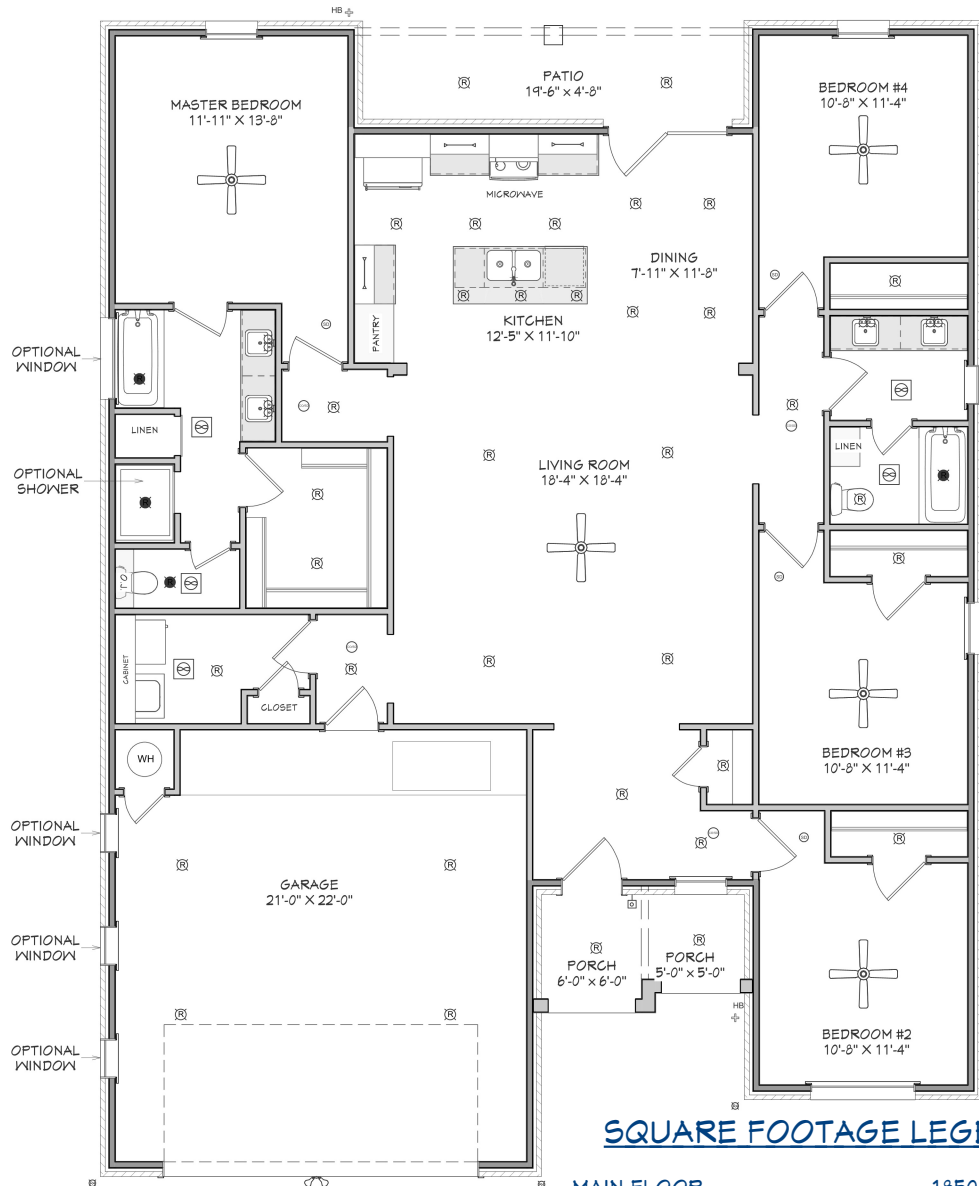 HB
PATIO
19'-6" x 4'-8"
MASTER BEDROOM
11'-11" X 13'-8"
BEDROOM #4
10'-8" X 11'-4"
MICROWAVE
DINING
7'-11" X 11'-8"
KITCHEN
12'-5" X 11'-10"
PANTRY
OPTIONAL
WINDOW
LINEN
OPTIONAL
SHOWER
LINEN
LIVING ROOM
18'-4" X 18'-4"
CABINET
CLOSET
WH
BEDROOM #3
10'-8" X 11'-4"
OPTIONAL
WINDOW
GARAGE
21'-0" X 22'-0"
OPTIONAL
WINDOW
PORCH
6'-0" x 6'-0"
PORCH
5'-0" x 5'-0"
HB
OPTIONAL
WINDOW
BEDROOM #2
10'-8" X 11'-4"
SQUARE FOOTAGE
MAIN FLOOR